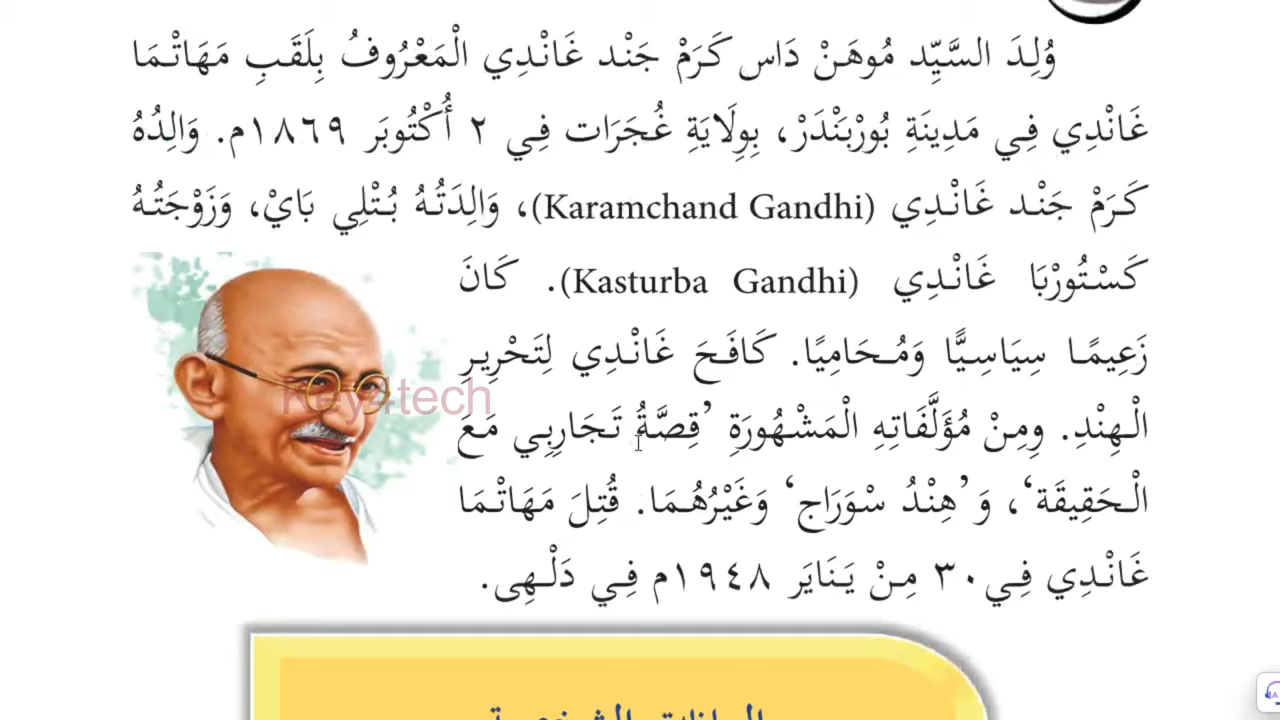 وُلِدَ السَّيِّد مُوهَنْ دَاس كَرَمْ جَنْد غَانْدِي الْمَعْرُوفُ بِلَقَبِ مَهَاتْمَا
غَانْدِي فِي مَدِينَةِ بُورْبَنْدَرْ، بِوِلَايَةِ غُجَرَات فِي ٢ أُكْتُوبَر ١٨٦٩م. وَالِدُهُ
كَرَمْ جَنْد غَانْدِي (Karamchand Gandhi)، وَالِدَتُهُ بُتْلِي بَايْ، وَزَوْجَتُهُ
كَسْتُورْبَا غَانْدِي (Kasturba Gandhi). كَانَ
زَعِيمًا سِيَاسِيًّا وَمُحَامِيًا. كَافَحَ غَانْدِي لِتَحْرِيرِ
Key4tech
الْهِنْدِ. وِمِنْ مُؤَلَّفَاتِهِ الْمَشْهُورَةِ ’قِصَّةُ تَجَارِبِي مَعَ
الْحَقِيقَة‘، وَ’هِنْدُ سْوَرَاج‘ وَغَيْرُهُمَا. قُتِلَ مَهَاتْمَا
غَانْدِي فِي٣٠ مِنْ يَنَايَر ١٩٤٨م فِي دَلْهِى.